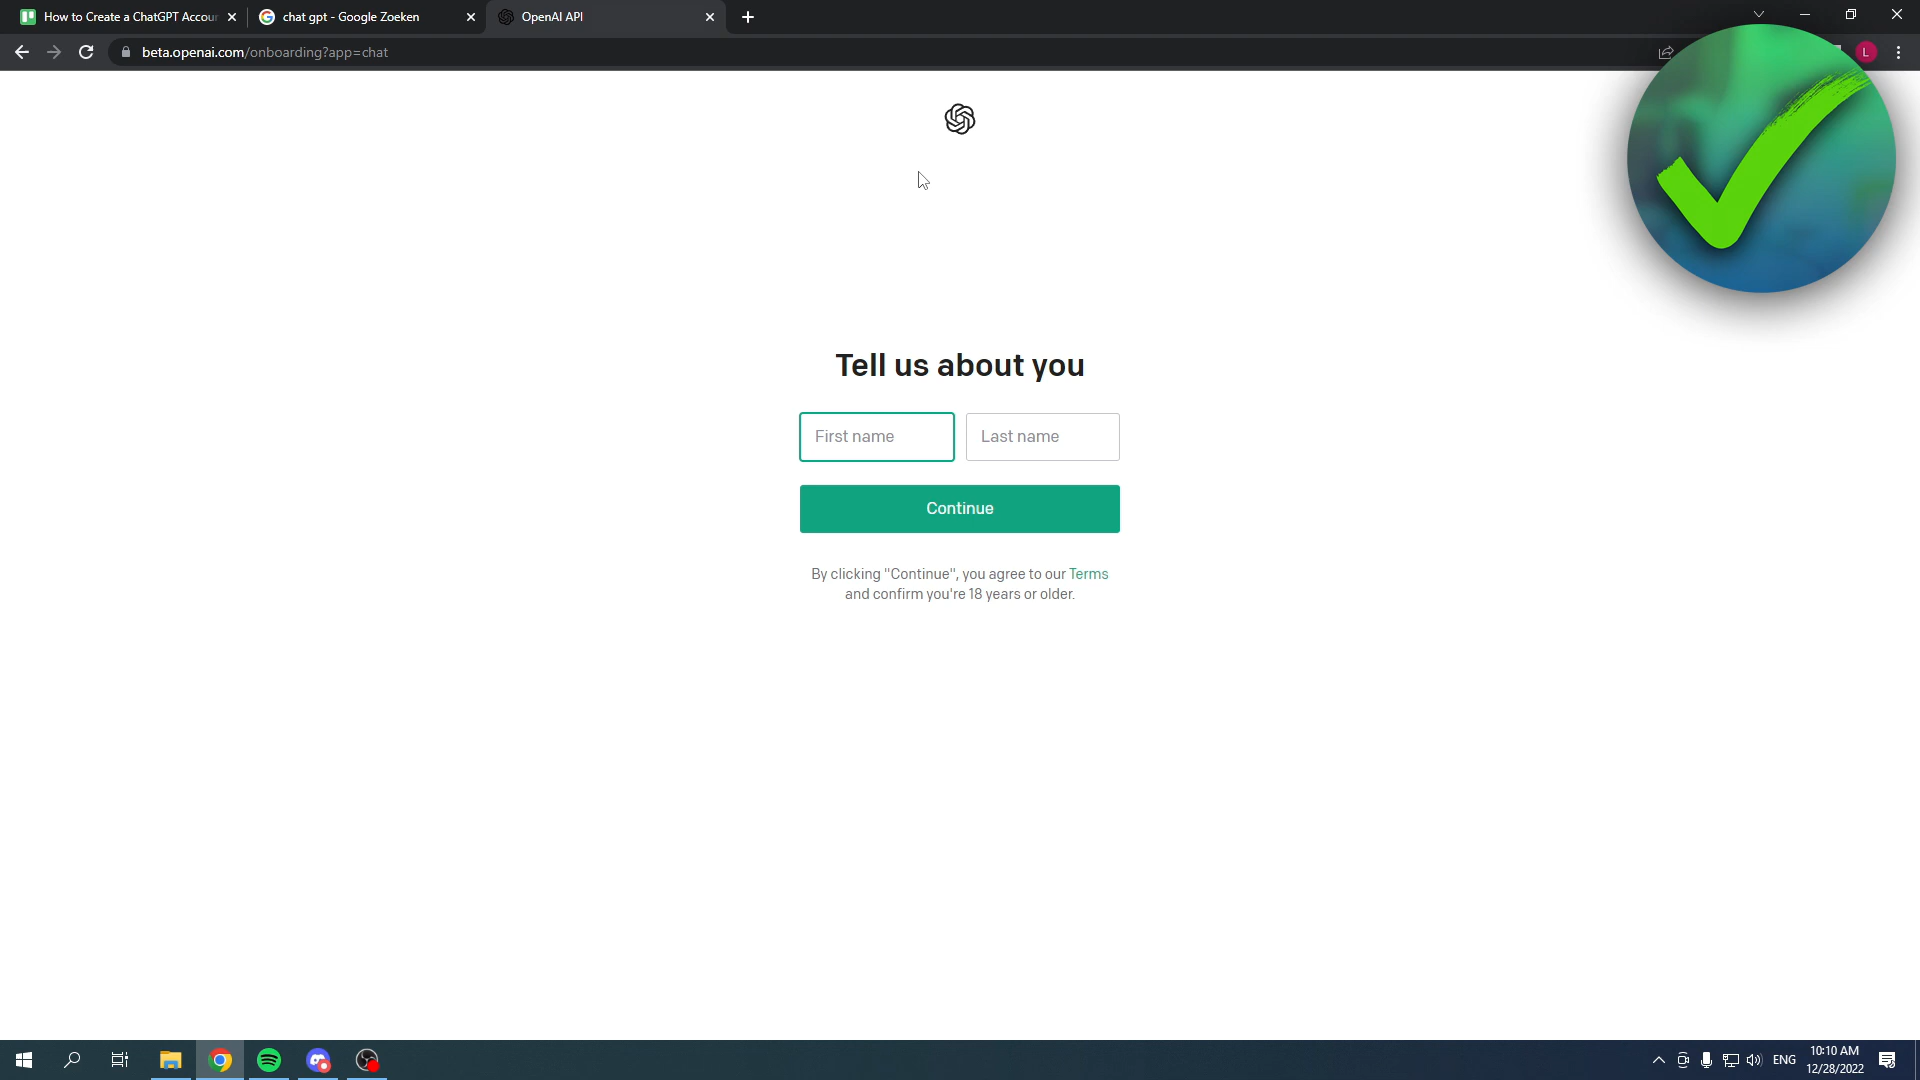 How to Create a ChatGPT Accour
chat gpt - Google Zoeken
OpenAI API
beta.openai.com/onboarding?app=chat
L
Tell us about you
First name
Last name
Continue
By clicking "Continue", you agree to our Terms
and confirm you're 18 years or older.
ENG
10:10 AM
12/28/2022